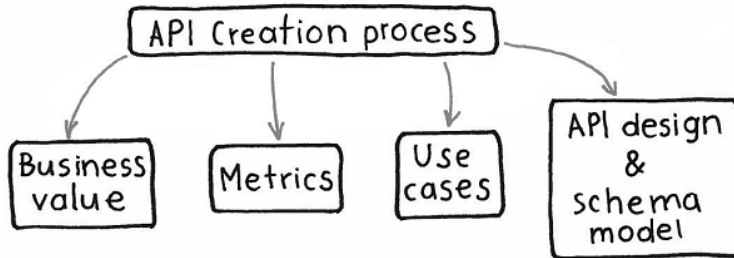 API Creation process
Business
value
Metrics
Use
cases
API design
&
schema
model